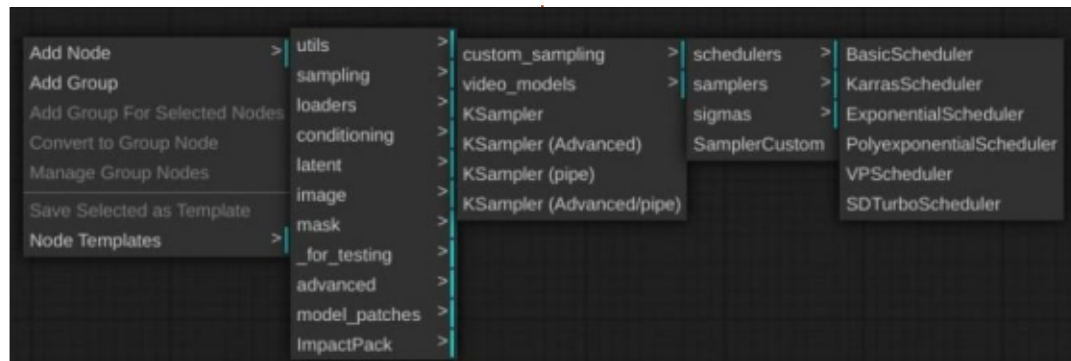 Add Node >
Add Group
Add Group For Selected Nodes
Convert to Group Node
Manage Group Nodes
Save Selected as Template
Node Templates >
utils >
sampling >
loaders >
conditioning >
latent >
image >
mask >
_for_testing >
advanced >
model_patches >
ImpactPack >
custom_sampling >
video_models >
KSampler
KSampler (Advanced)
KSampler (pipe)
KSampler (Advanced/pipe)
schedulers >
samplers >
sigmas >
SamplerCustom
BasicScheduler
KarrasScheduler
ExponentialScheduler
PolyexponentialScheduler
VPScheduler
SDTurboScheduler